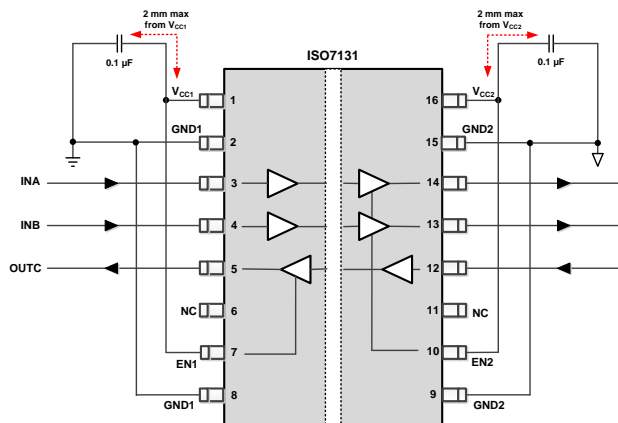 2 mm max
from VCC1
2 mm max
from VCC2
0.1 µF
0.1 µF
ISO7131
VCC1
1
16
VCC2
GND1
2
15
GND2
INA
3
14
INB
4
13
OUTC
5
12
NC
6
11
NC
7
10
EN1
EN2
8
9
GND1
GND2